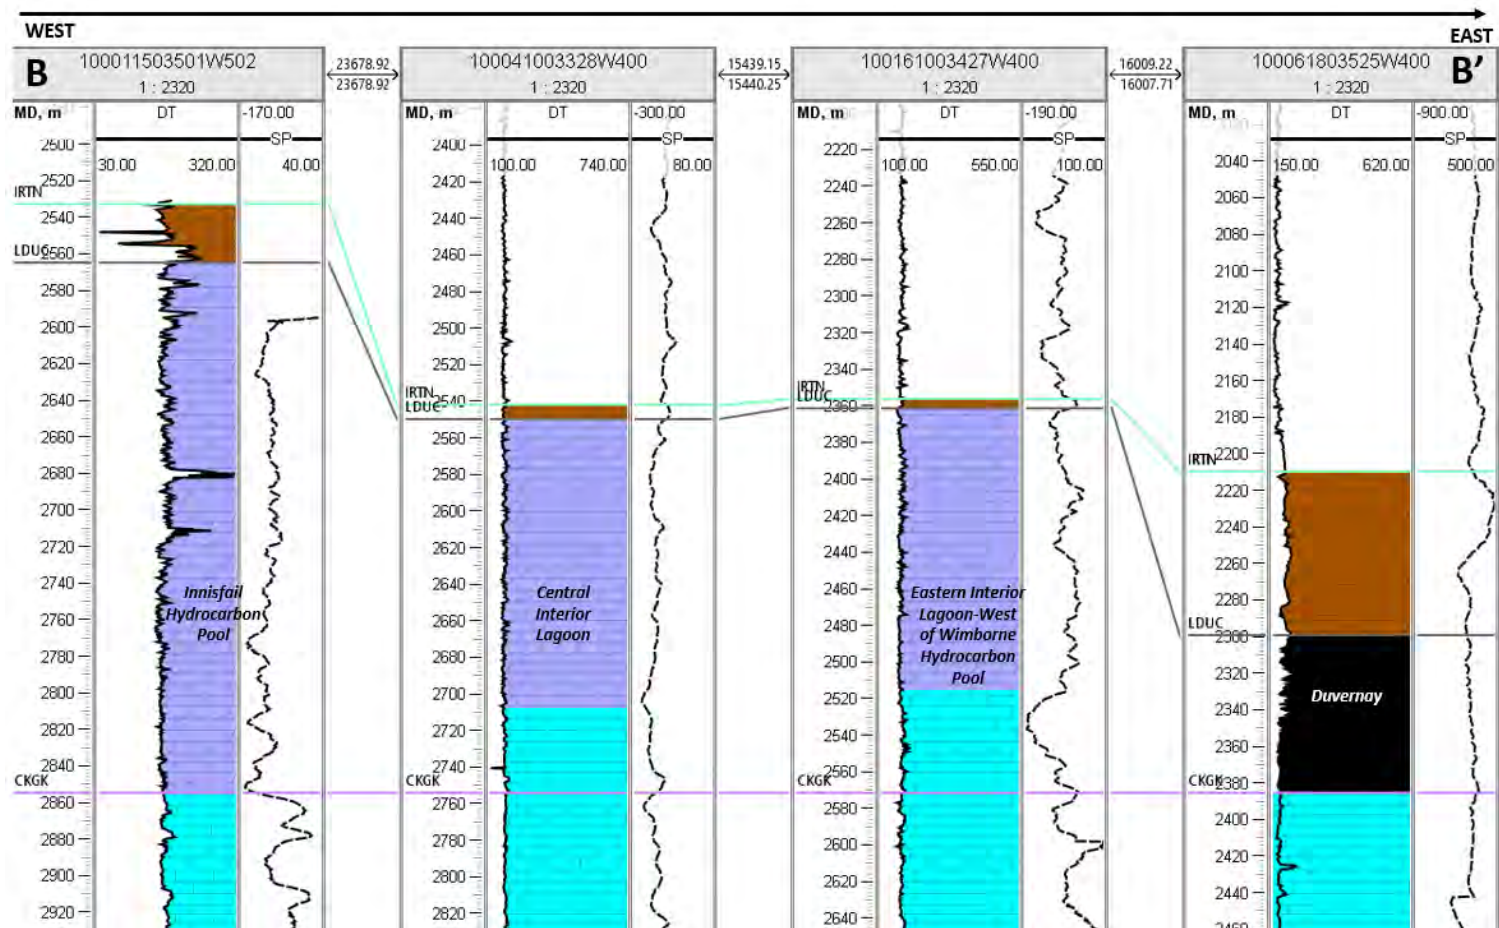 WEST
EAST
B
100011503501W502
1 : 2320
23678.92
23678.92
100041003328W400
1 : 2320
15439.15
15440.25
100161003427W400
1 : 2320
16009.22
16007.71
100061803525W400
1 : 2320
B'
MD, m
DT
-170.00
SP
30.00
320.00
40.00
2500
2520
IRTN
2540
LDUC
2560
2580
2600
2620
2640
2660
2680
2700
2720
2740
2760
2780
2800
2820
2840
CKGK
2860
2880
2900
2920
Innisfail
Hydrocarbon
Pool
MD, m
DT
-300.00
SP
100.00
740.00
80.00
2400
2420
2440
2460
2480
2500
2520
2540
IRTN
LDUC
2560
2580
2600
2620
2640
2660
2680
2700
2720
2740
CKGK
2760
2780
2800
2820
Central
Interior
Lagoon
MD, m
DT
-190.00
SP
100.00
550.00
100.00
2220
2240
2260
2280
2300
2320
2340
IRTN
LDUC
2360
2380
2400
2420
2440
2460
2480
2500
2520
2540
2560
CKGK
2580
2600
2620
2640
Eastern Interior
Lagoon-West
of Wimborne
Hydrocarbon
Pool
MD, m
DT
-900.00
SP
150.00
620.00
500.00
2040
2060
2080
2100
2120
2140
2160
2180
2200
IRTN
2220
2240
2260
2280
LDUC
2300
2320
2340
2360
CKGK
2380
2400
2420
2440
Duvernay